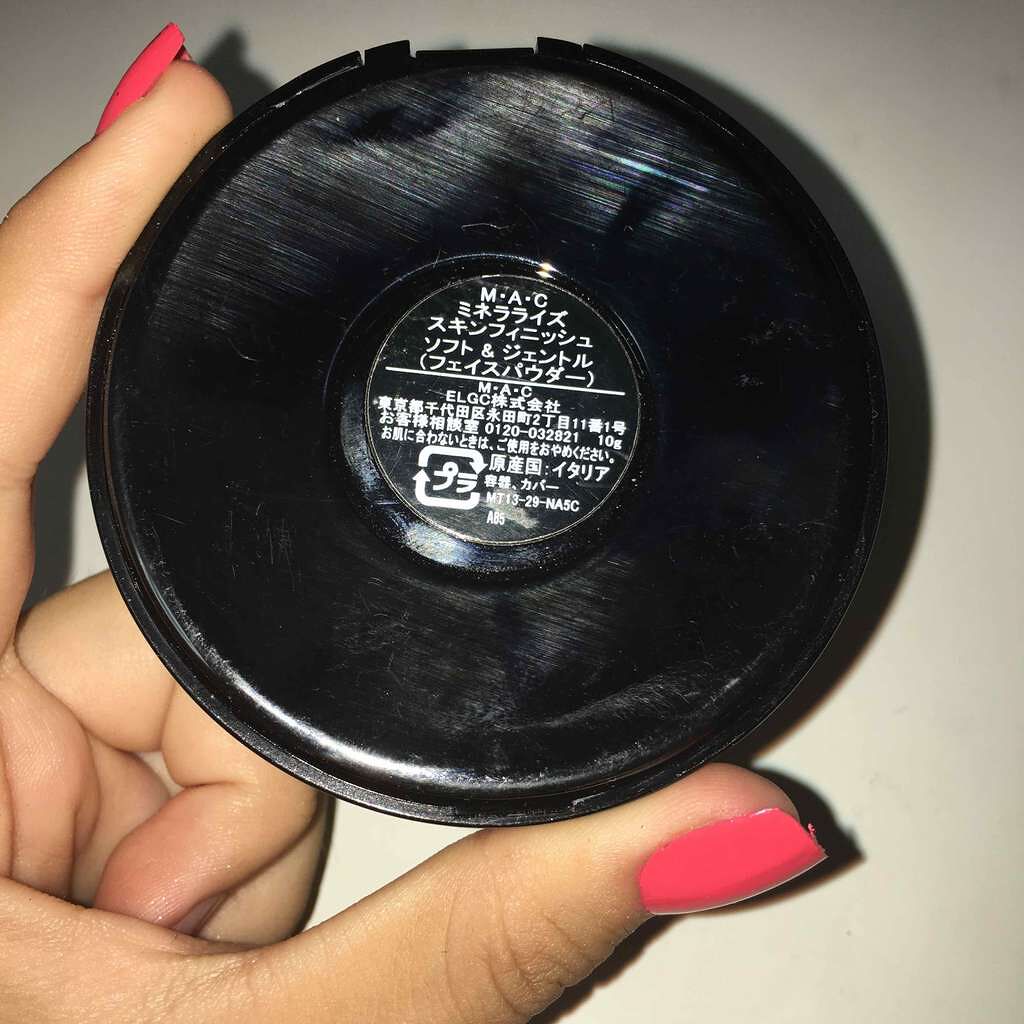 M・A・C
ミネラライズ
スキンフィニッシュ
ソフト & ジェントル
(フェイスパウダー)
M・A・C
ELGC株式会社
東京都千代田区永田町2丁目11番1号
お客様相談室 0120-032821 10g
お肌に合わないときは、ご使用をおやめください。
プラ
原産国:イタリア
容器、カバー
MT13-29-NA5C
A85